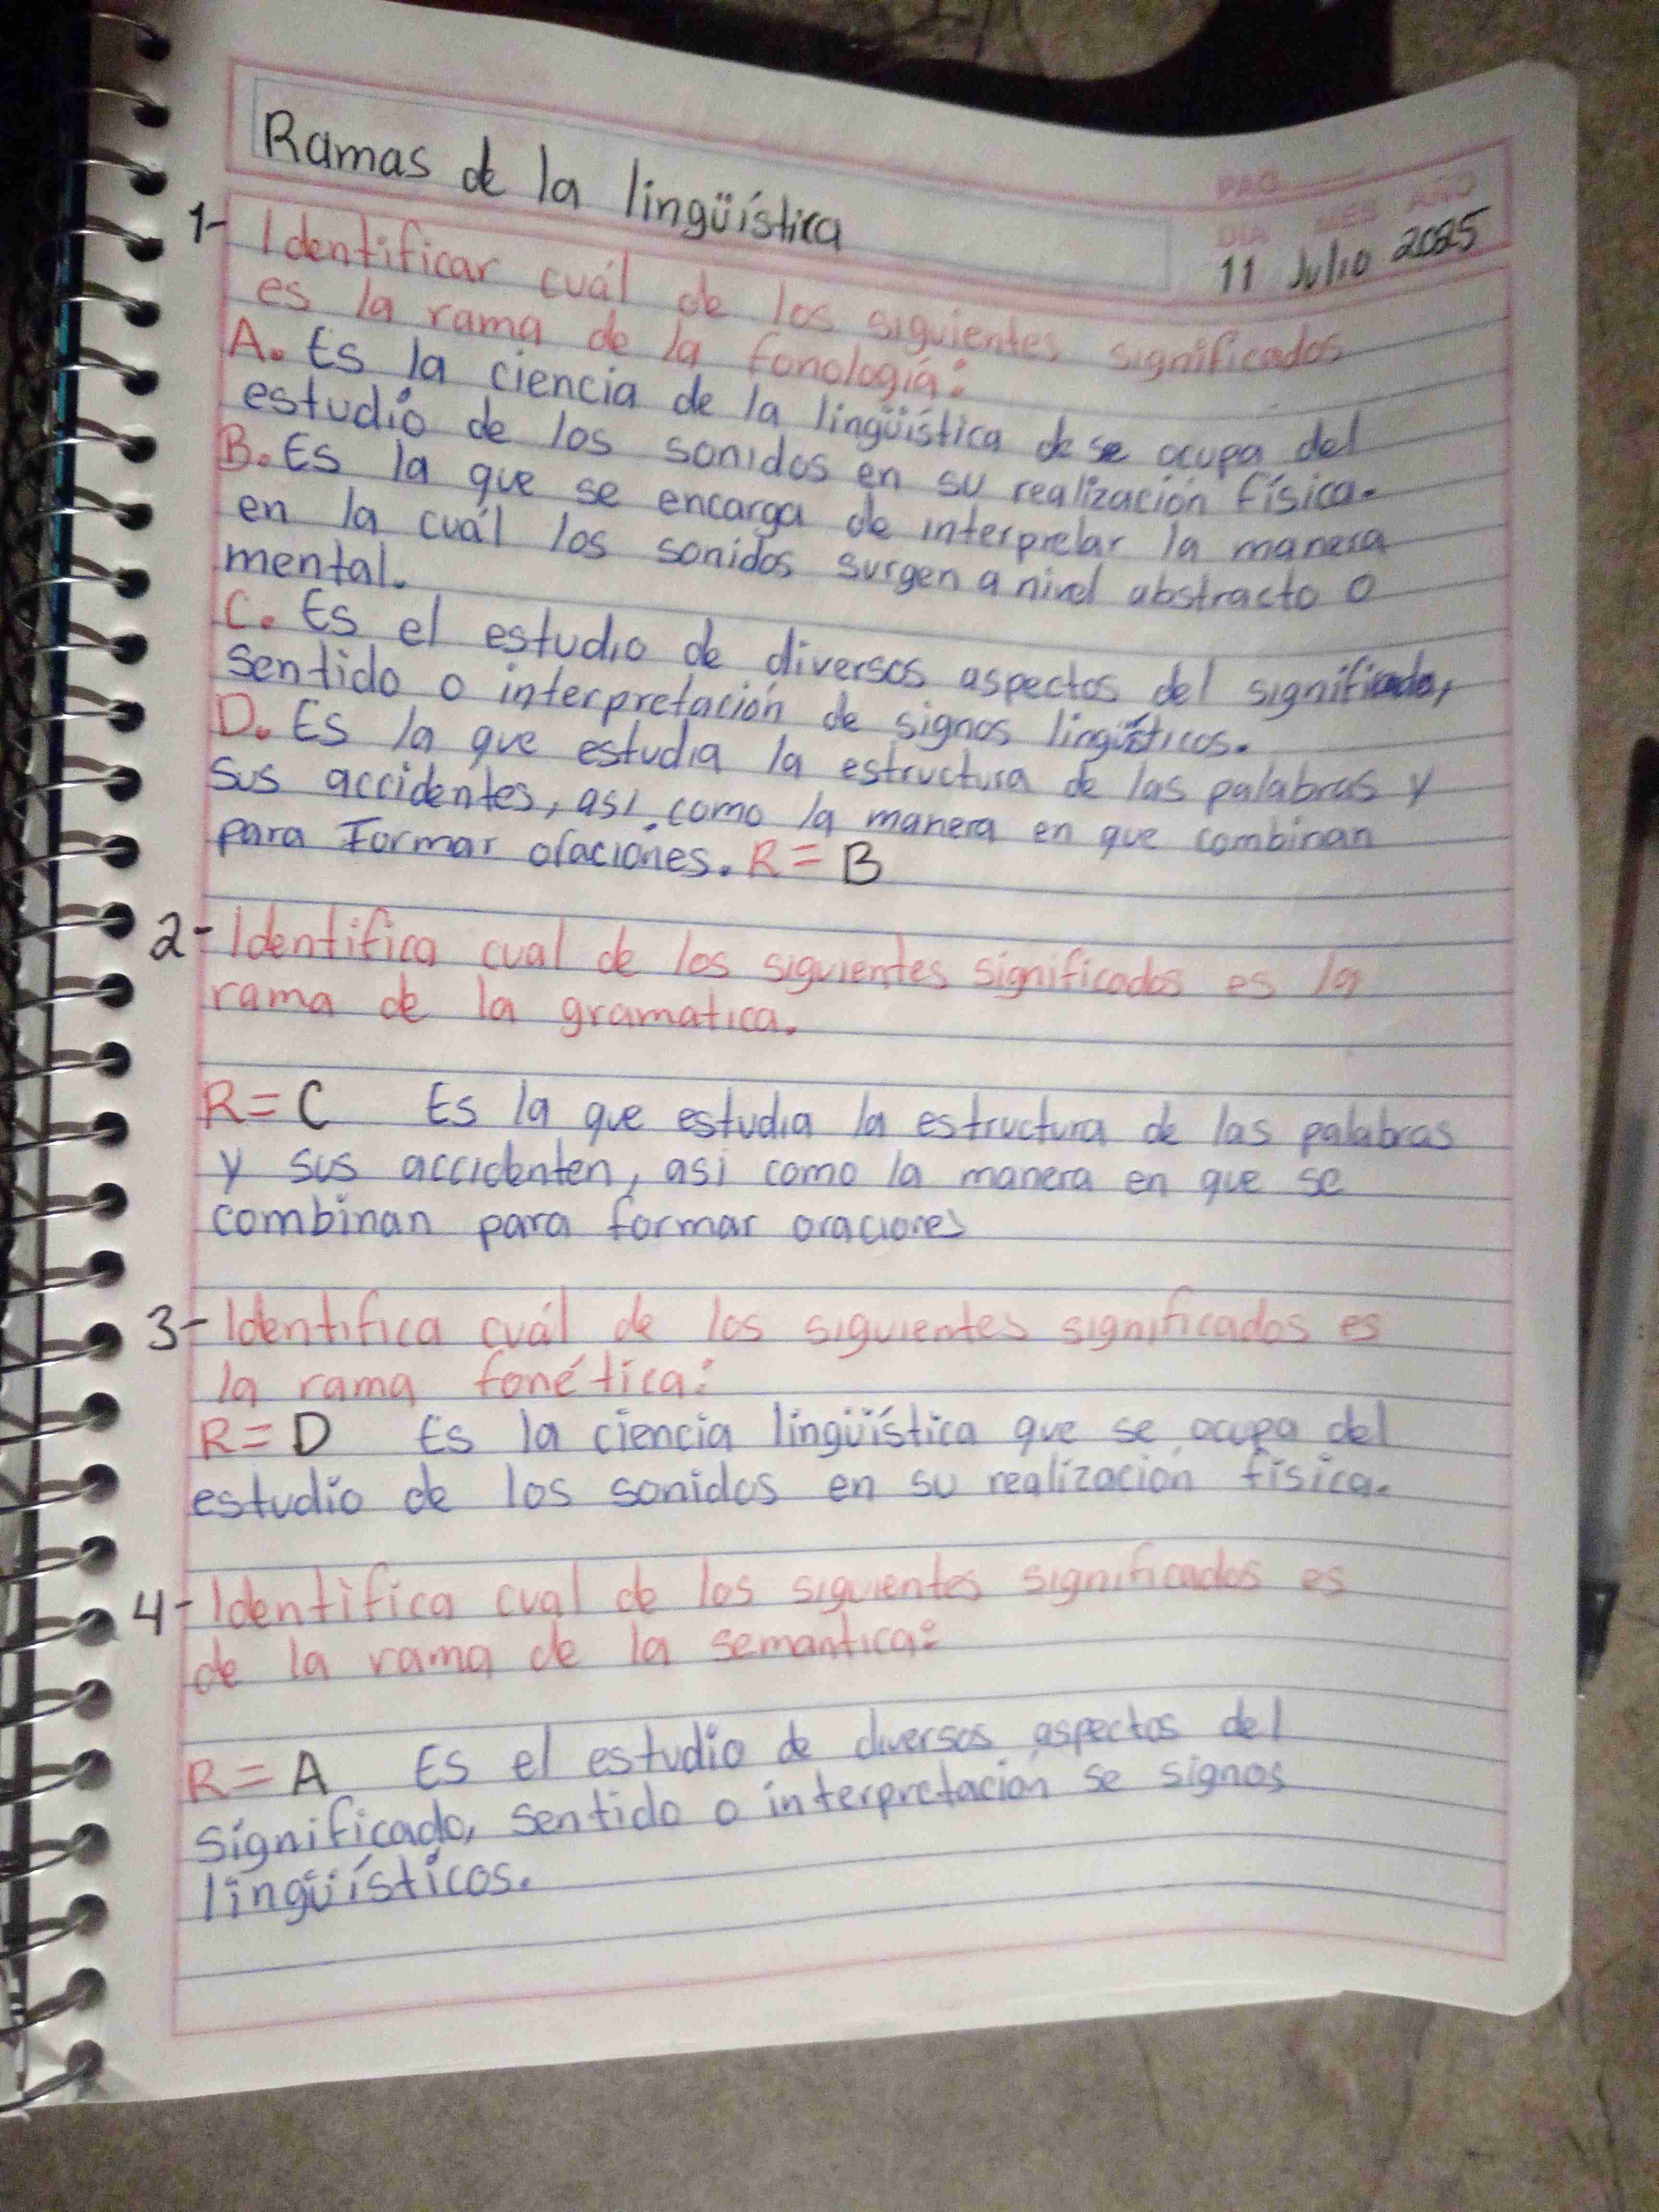 Ramas de la lingüística
PAG
DIA MES AÑO
11 Julio 2025
1- Identificar cuál de los siguientes significados
es la rama de la fonología:
A. Es la ciencia de la lingüística de se ocupa del
estudio de los sonidos en su realización física.
B. Es la que se encarga de interpretar la manera
en la cuál los sonidos surgen a nivel abstracto o
mental.
C. Es el estudio de diversos aspectos del significado,
sentido o interpretación de signos lingüísticos.
D. Es la que estudia la estructura de las palabras y
sus accidentes, así como la manera en que combinan
para formar oraciones. R = B
2- Identifica cual de los siguientes significados es la
rama de la gramatica.
R = C Es la que estudia la estructura de las palabras
y sus accidenten, asi como la manera en que se
combinan para formar oraciones
3- Identifica cuál de los siguientes significados es
la rama fonética:
R = D Es la ciencia lingüística que se ocupa del
estudio de los sonidos en su realización física.
4- Identifica cual de los siguientes significados es
de la rama de la semantica:
R = A Es el estudio de diversos aspectos del
significado, sentido o interpretación se signos
lingüísticos.